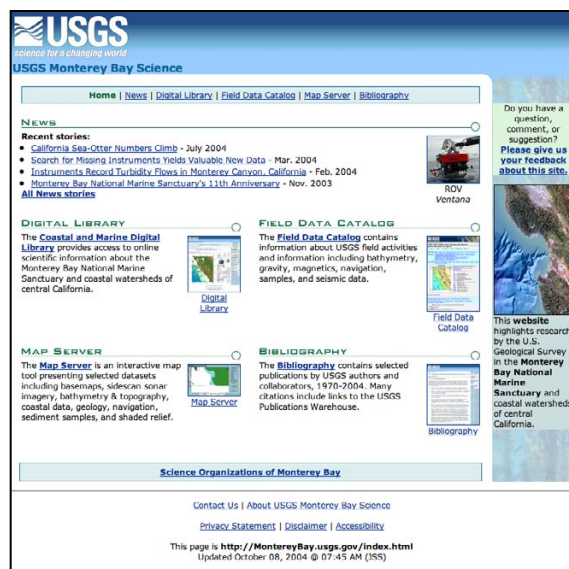 USGS
science for a changing world
USGS Monterey Bay Science
Home | News | Digital Library | Field Data Catalog | Map Server | Bibliography
NEWS
Recent stories:
• California Sea-Otter Numbers Climb - July 2004
• Search for Missing Instruments Yields Valuable New Data - Mar. 2004
• Instruments Record Turbidity Flows in Monterey Canyon, California - Feb. 2004
• Monterey Bay National Marine Sanctuary's 11th Anniversary - Nov. 2003
All News stories
ROV
Ventana
DIGITAL LIBRARY
The Coastal and Marine Digital
Library provides access to online
scientific information about the
Monterey Bay National Marine
Sanctuary and coastal watersheds of
central California.
Digital
Library
FIELD DATA CATALOG
The Field Data Catalog contains
information about USGS field activities
and information including bathymetry,
gravity, magnetics, navigation,
samples, and seismic data.
Field Data
Catalog
MAP SERVER
The Map Server is an interactive map
tool presenting selected datasets
including basemaps, sidescan sonar
imagery, bathymetry & topography,
coastal data, geology, navigation,
sediment samples, and shaded relief.
Map Server
BIBLIOGRAPHY
The Bibliography contains selected
publications by USGS authors and
collaborators, 1970-2004. Many
citations include links to the USGS
Publications Warehouse.
Bibliography
Do you have a
question,
comment, or
suggestion?
Please give us
your feedback
about this site.
This website
highlights research
by the U.S.
Geological Survey
in the Monterey
Bay National
Marine
Sanctuary and
coastal watersheds
of central
California.
Science Organizations of Monterey Bay
Contact Us | About USGS Monterey Bay Science
Privacy Statement | Disclaimer | Accessibility
This page is http://MontereyBay.usgs.gov/index.html
Updated October 08, 2004 @ 07:45 AM (JSS)